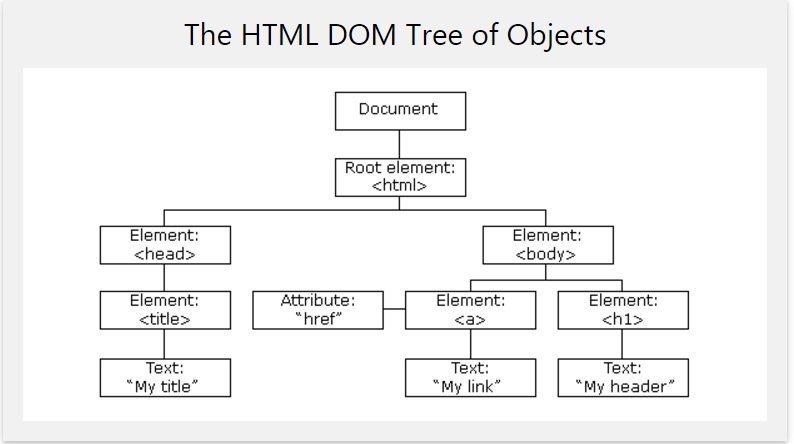 The HTML DOM Tree of Objects
Document
Root element:
<html>
Element:
<head>
Element:
<body>
Element:
<title>
Attribute:
“href”
Element:
<a>
Element:
<h1>
Text:
“My title”
Text:
“My link”
Text:
“My header”